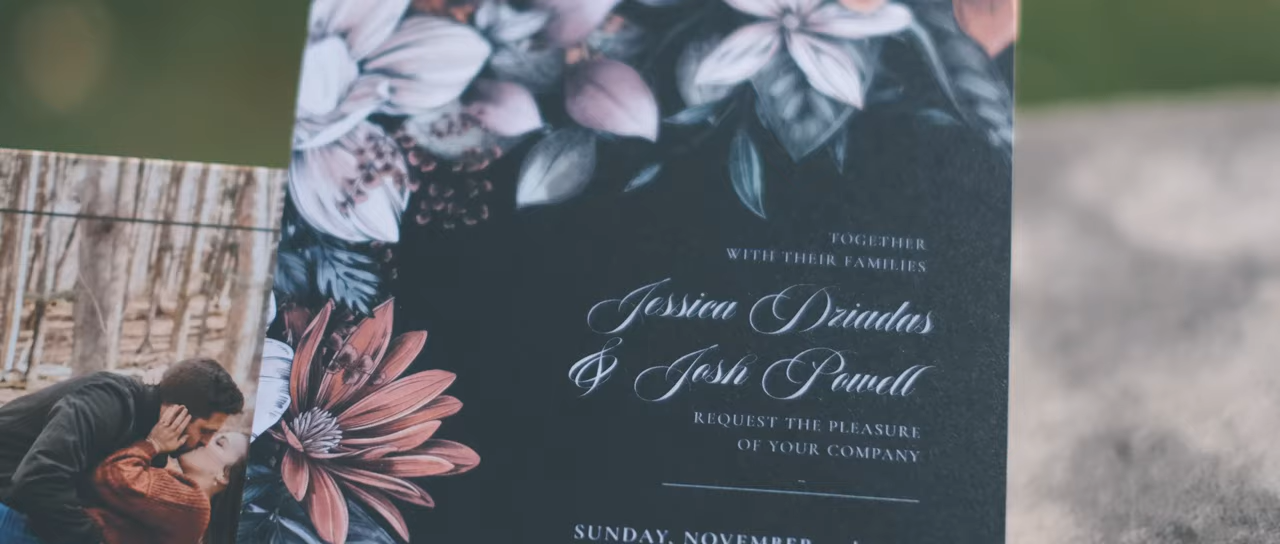 TOGETHER
WITH THEIR FAMILIES
Jessica Dziadas
& Josh Powell
REQUEST THE PLEASURE
OF YOUR COMPANY
SUNDAY, NOVEMBER